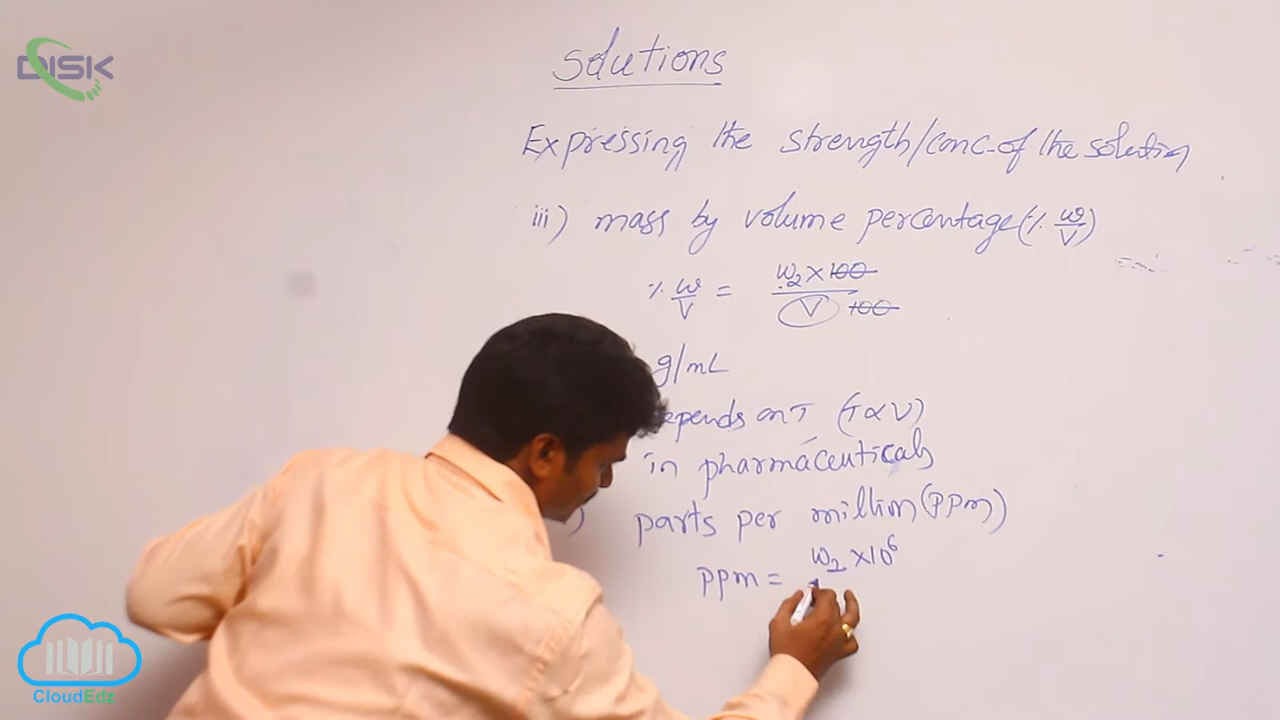 DISK
Solutions
Expressing the strength/conc. of the solution
iii) mass by volume percentage (% w/V)
% w/V = w₂ × 100 / V 100
g/mL
epends on T (T∝V)
in pharmaceuticals
) parts per million (PPm)
ppm = w₂ × 10⁶
CloudEdz